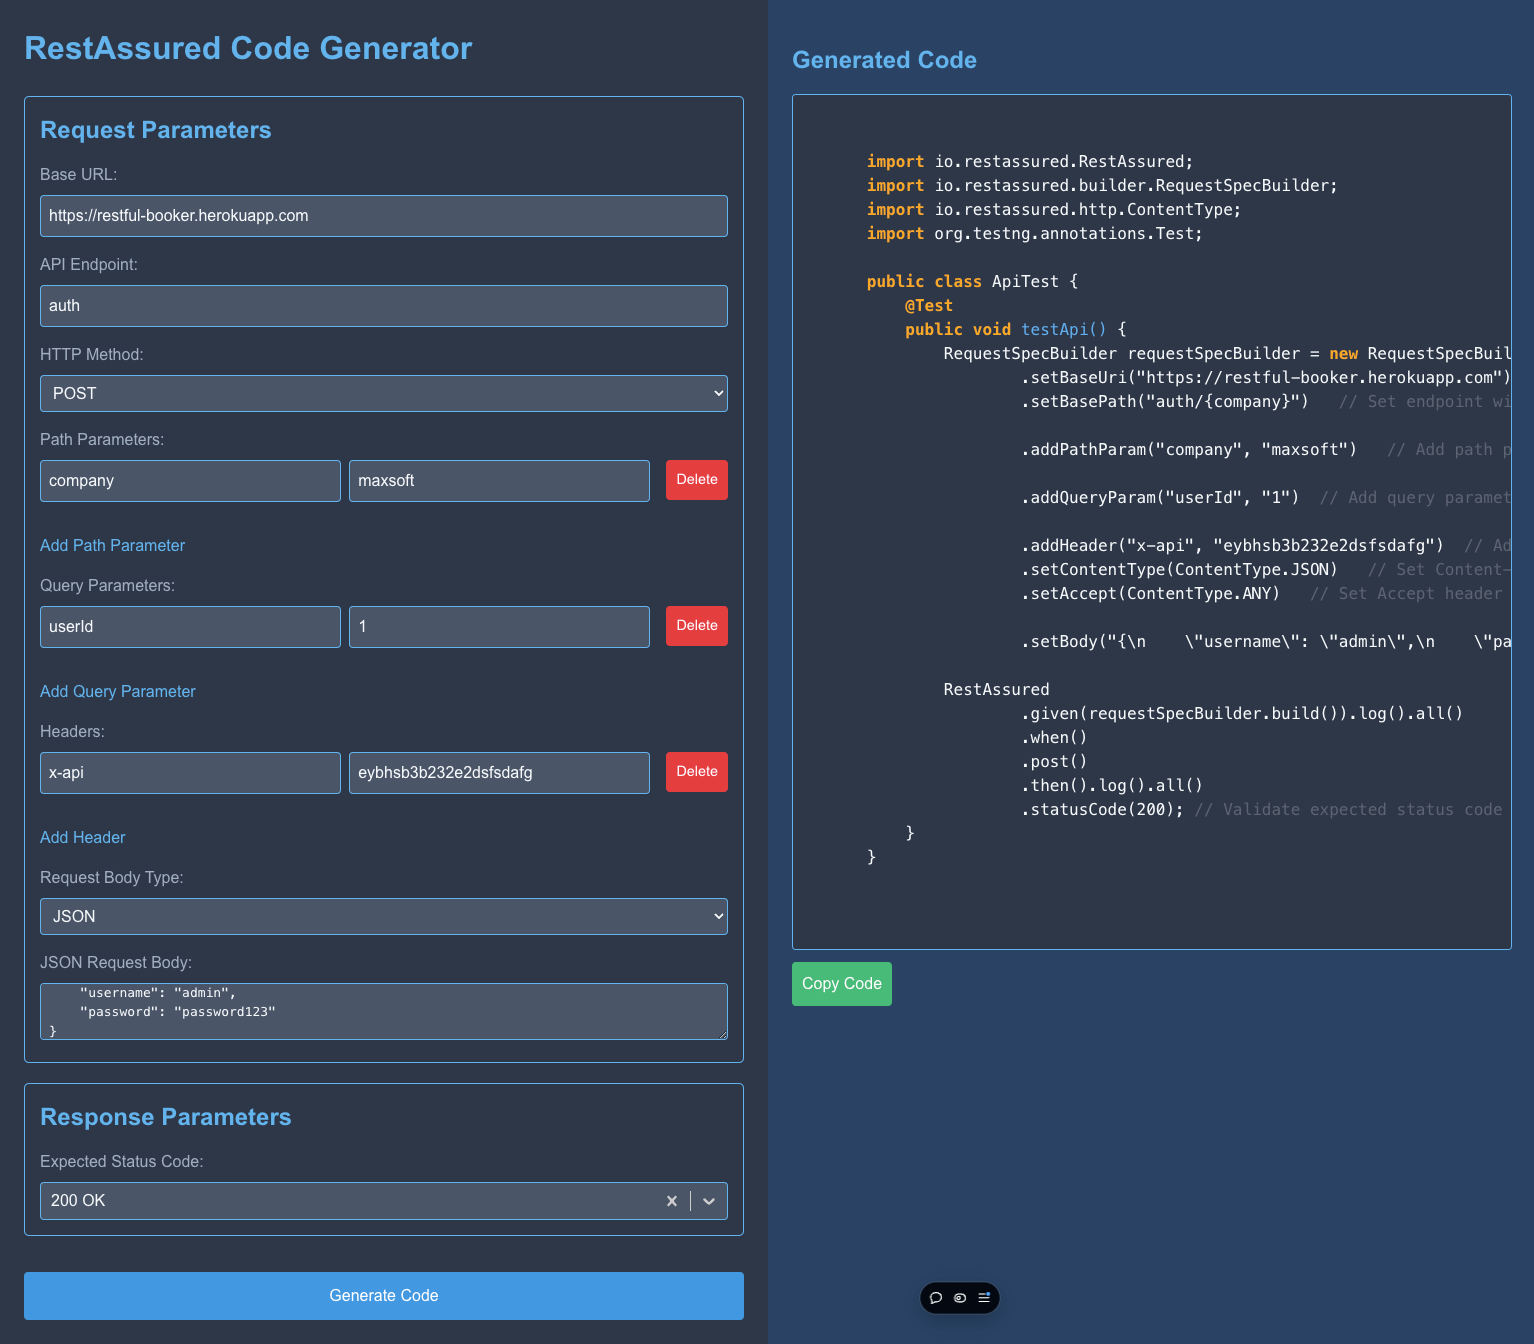 RestAssured Code Generator
Request Parameters
Base URL:
https://restful-booker.herokuapp.com
API Endpoint:
auth
HTTP Method:
POST
Path Parameters:
company maxsoft Delete
Add Path Parameter
Query Parameters:
userId 1 Delete
Add Query Parameter
Headers:
x-api eybhsb3b232e2dsfsdafg Delete
Add Header
Request Body Type:
JSON
JSON Request Body:
    "username": "admin",
    "password": "password123"
}
Response Parameters
Expected Status Code:
200 OK
Generate Code
Generated Code
import io.restassured.RestAssured;
import io.restassured.builder.RequestSpecBuilder;
import io.restassured.http.ContentType;
import org.testng.annotations.Test;
public class ApiTest {
    @Test
    public void testApi() {
        RequestSpecBuilder requestSpecBuilder = new RequestSpecBuil
                .setBaseUri("https://restful-booker.herokuapp.com")
                .setBasePath("auth/{company}")   // Set endpoint wi
                .addPathParam("company", "maxsoft")   // Add path p
                .addQueryParam("userId", "1")  // Add query paramet
                .addHeader("x-api", "eybhsb3b232e2dsfsdafg")  // Ad
                .setContentType(ContentType.JSON)   // Set Content-
                .setAccept(ContentType.ANY)   // Set Accept header
                .setBody("{\n    \"username\": \"admin\",\n    \"pa
        RestAssured
                .given(requestSpecBuilder.build()).log().all()
                .when()
                .post()
                .then().log().all()
                .statusCode(200); // Validate expected status code
    }
}
Copy Code